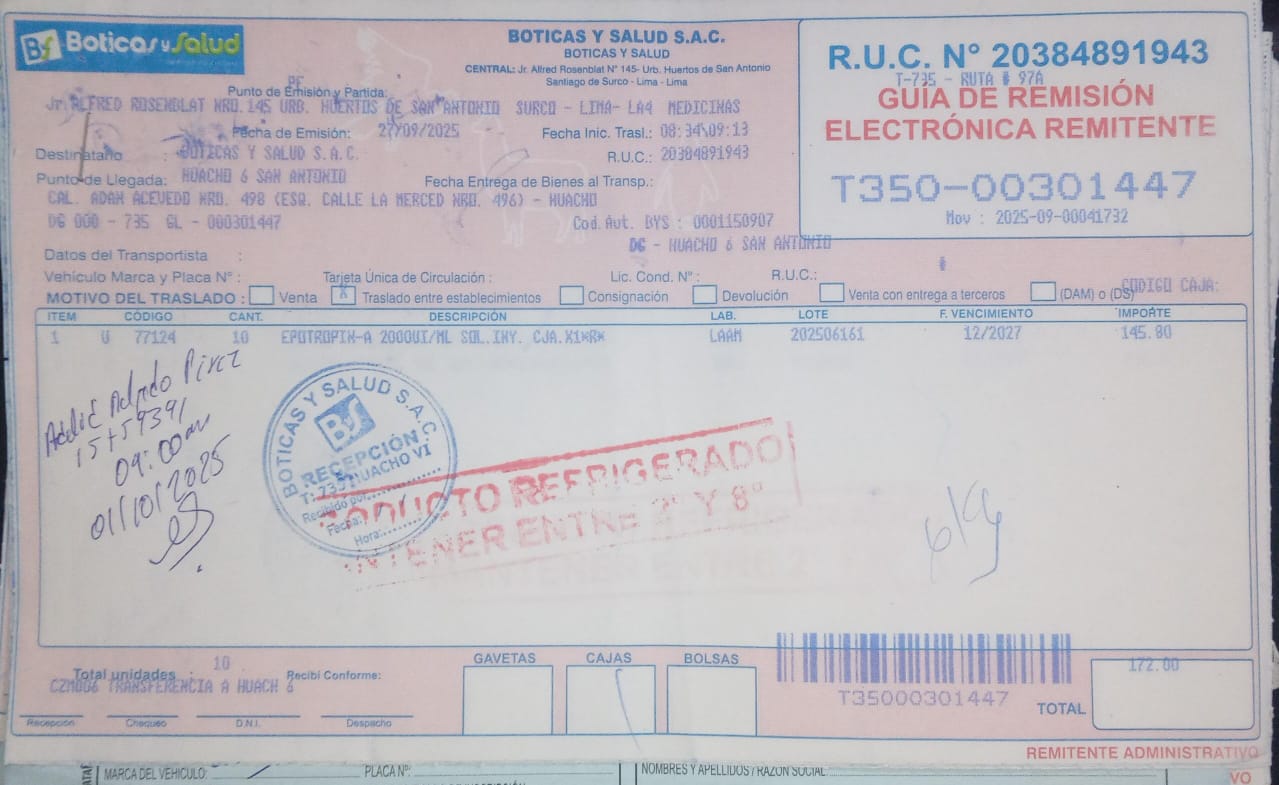 Bs Boticas y Salud
BOTICAS Y SALUD S.A.C.
BOTICAS Y SALUD
CENTRAL: Jr. Alfred Rosenblat N° 145- Urb. Huertos de San Antonio
Santiago de Surco - Lima - Lima
R.U.C. N° 20384891943
T-735 - RUTA # 97A
GUÍA DE REMISIÓN
ELECTRÓNICA REMITENTE
T350-00301447
Mov : 2025-09-00041732
PF
Punto de Emisión y Partida:
Jr. ALFRED ROSENBLAT NRO.145 URB. HUERTOS DE SAN ANTONIO SURCO - LIMA- LA4 MEDICINAS
Fecha de Emisión: 27/09/2025 Fecha Inic. Trasl.: 08:34:09:13
Destinatario : BOTICAS Y SALUD S.A.C. R.U.C.: 20384891943
Punto de Llegada: HUACHO 6 SAN ANTONIO Fecha Entrega de Bienes al Transp.:
CAL. ADAN ACEVEDO NRO. 498 (ESQ. CALLE LA MERCED NRO. 496) - HUACHO
DG 000 - 735 GL - 000301447 Cod.Aut. BYS : 0001150907
DG - HUACHO 6 SAN ANTONIO
Datos del Transportista :
Vehículo Marca y Placa N° : Tarjeta Única de Circulación : Lic. Cond. N° : R.U.C.: #
MOTIVO DEL TRASLADO : Venta X Traslado entre establecimientos Consignación Devolución Venta con entrega a terceros (DAM) o (DS) CODIGO CAJA:
ITEM CÓDIGO CANT. DESCRIPCIÓN LAB. LOTE F. VENCIMIENTO IMPORTE
1 U 77124 10 EPOTROPIN-A 2000UI/ML SOL.INY. CJA.X1*R* LAAM 202506161 12/2027 145.80
09:00am
01/10/2025
BOTICAS Y SALUD S.A.C.
BS
RECEPCIÓN
T: 735 HUACHO VI
Recibido por:
Fecha:
Hora:
PRODUCTO REFRIGERADO
MANTENER ENTRE 2° Y 8°
Total unidades : 10 Recibí Conforme:
CZM006 TRANSFERENCIA A HUACH 6
Recepción Chequeo D.N.I. Despacho
GAVETAS CAJAS BOLSAS
T35000301447
TOTAL 172.00
REMITENTE ADMINISTRATIVO
VO
MARCA DEL VEHICULO: PLACA N°: NOMBRES Y APELLIDOS / RAZON SOCIAL: